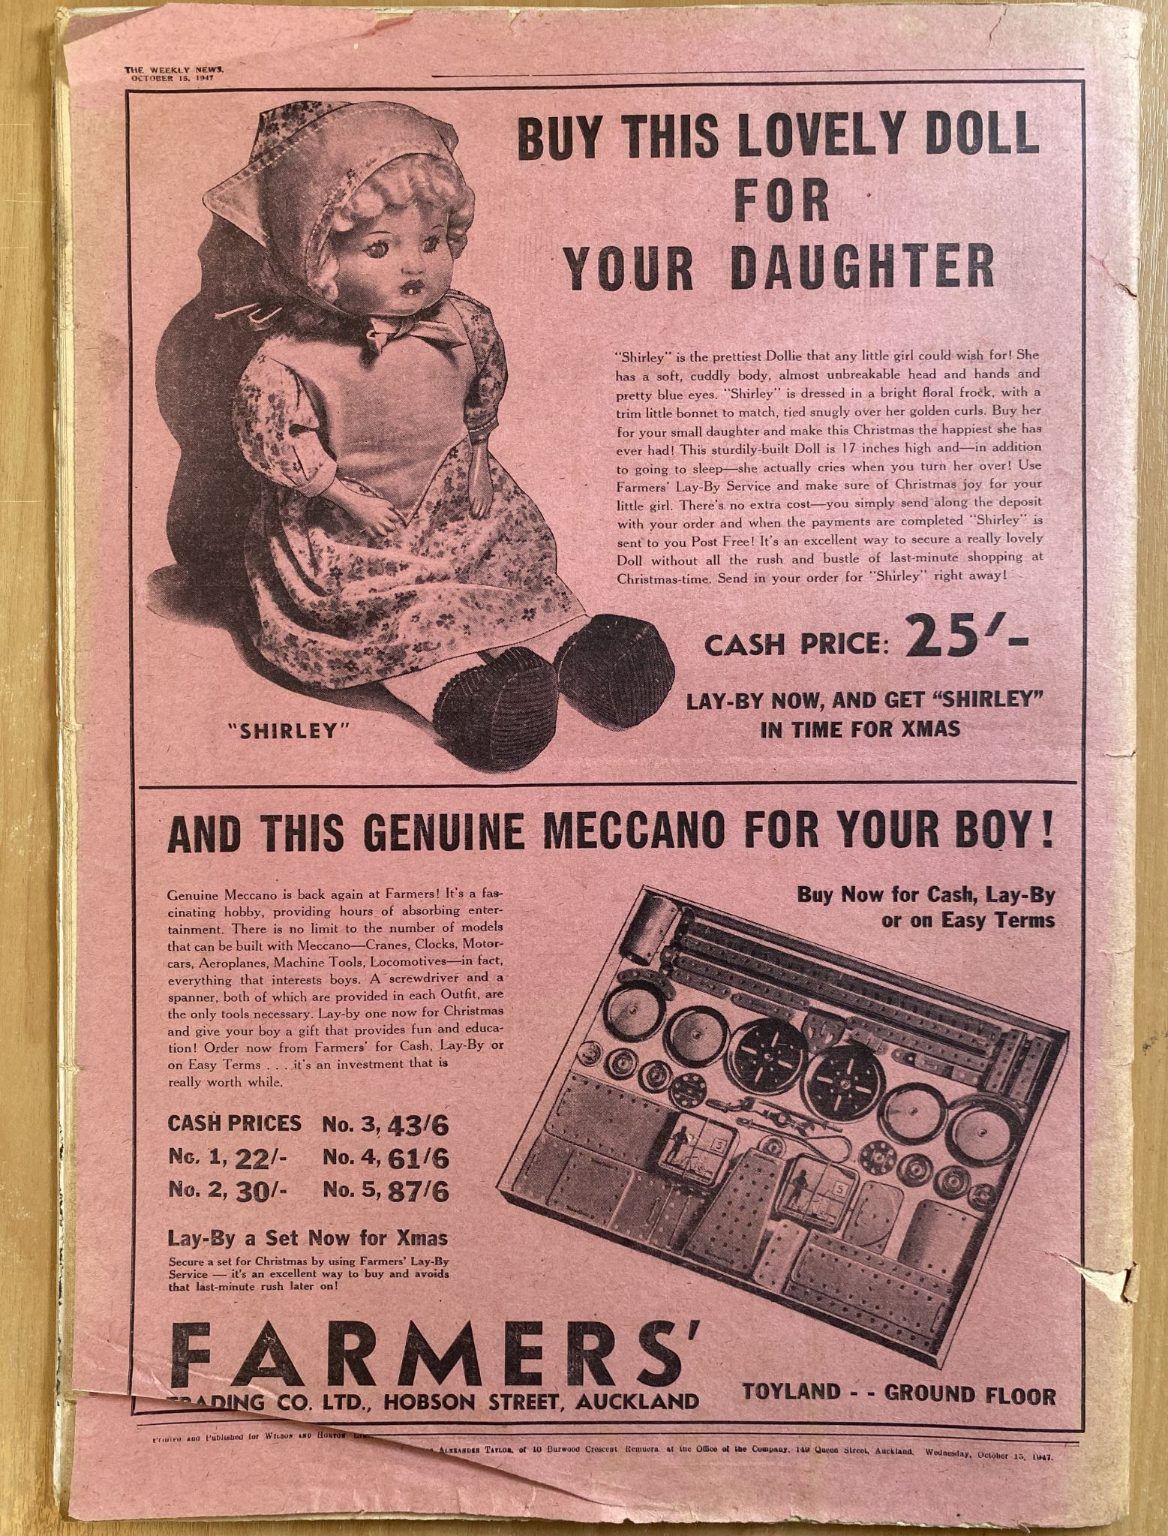 THE WEEKLY NEWS,
OCTOBER 15, 1947
BUY THIS LOVELY DOLL
FOR
YOUR DAUGHTER
"Shirley" is the prettiest Dollie that any little girl could wish for! She
has a soft, cuddly body, almost unbreakable head and hands and
pretty blue eyes. "Shirley" is dressed in a bright floral frock, with a
trim little bonnet to match, tied snugly over her golden curls. Buy her
for your small daughter and make this Christmas the happiest she has
ever had! This sturdily-built Doll is 17 inches high and—in addition
to going to sleep—she actually cries when you turn her over! Use
Farmers' Lay-By Service and make sure of Christmas joy for your
little girl. There's no extra cost—you simply send along the deposit
with your order and when the payments are completed "Shirley" is
sent to you Post Free! It's an excellent way to secure a really lovely
Doll without all the rush and bustle of last-minute shopping at
Christmas-time. Send in your order for "Shirley" right away!
CASH PRICE: 25/-
LAY-BY NOW, AND GET "SHIRLEY"
IN TIME FOR XMAS
"SHIRLEY"
AND THIS GENUINE MECCANO FOR YOUR BOY!
Genuine Meccano is back again at Farmers! It's a fas-
cinating hobby, providing hours of absorbing enter-
tainment. There is no limit to the number of models
that can be built with Meccano—Cranes, Clocks, Motor-
cars, Aeroplanes, Machine Tools, Locomotives—in fact,
everything that interests boys. A screwdriver and a
spanner, both of which are provided in each Outfit, are
the only tools necessary. Lay-by one now for Christmas
and give your boy a gift that provides fun and educa-
tion! Order now from Farmers' for Cash, Lay-By or
on Easy Terms . . . it's an investment that is
really worth while.
Buy Now for Cash, Lay-By
or on Easy Terms
CASH PRICES No. 3, 43/6
No. 1, 22/- No. 4, 61/6
No. 2, 30/- No. 5, 87/6
Lay-By a Set Now for Xmas
Secure a set for Christmas by using Farmers' Lay-By
Service — it's an excellent way to buy and avoids
that last-minute rush later on!
FARMERS'
TRADING CO. LTD., HOBSON STREET, AUCKLAND
TOYLAND - - GROUND FLOOR
Printed and Published for WILSON AND HORTON ALEXANDER TAYLOR, of 10 Burwood Crescent Remuera at the Office of the Company, 149 Queen Street, Auckland. Wednesday, October 15, 1947.